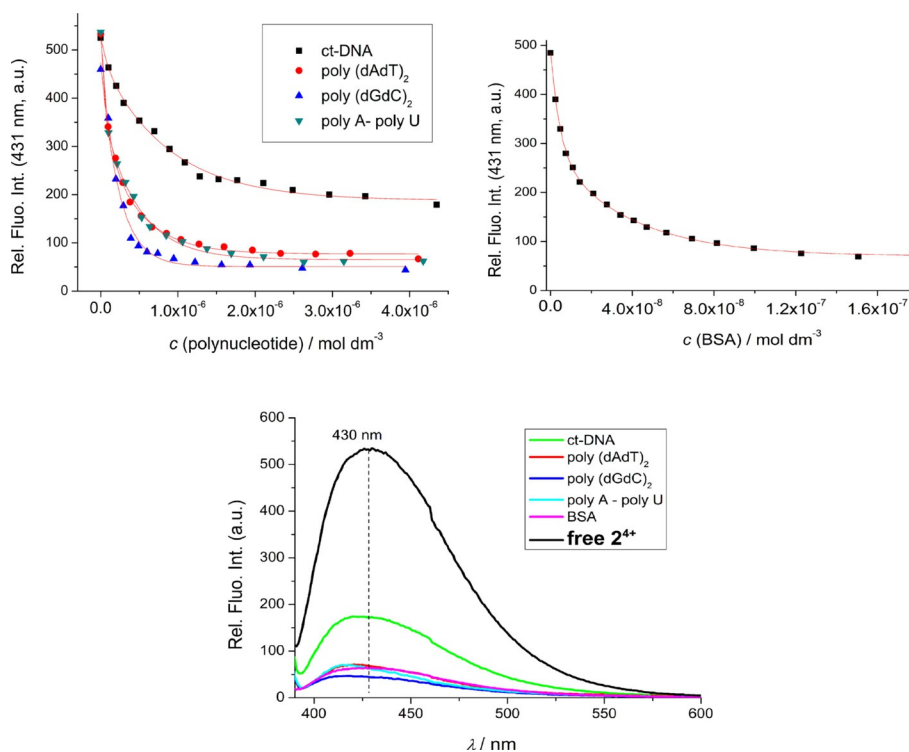 Rel. Fluo. Int. (431 nm, a.u.)
500
400
300
200
100
0
ct-DNA
poly (dAdT)₂
poly (dGdC)₂
poly A- poly U
0.0 1.0x10⁻⁶ 2.0x10⁻⁶ 3.0x10⁻⁶ 4.0x10⁻⁶
c (polynucleotide) / mol dm⁻³
Rel. Fluo. Int. (431 nm, a.u.)
500
400
300
200
100
0
0.0 4.0x10⁻⁸ 8.0x10⁻⁸ 1.2x10⁻⁷ 1.6x10⁻⁷
c (BSA) / mol dm⁻³
Rel. Fluo. Int. (a.u.)
600
500
400
300
200
100
0
430 nm
ct-DNA
poly (dAdT)₂
poly (dGdC)₂
poly A - poly U
BSA
free 2⁴⁺
400 450 500 550 600
λ / nm